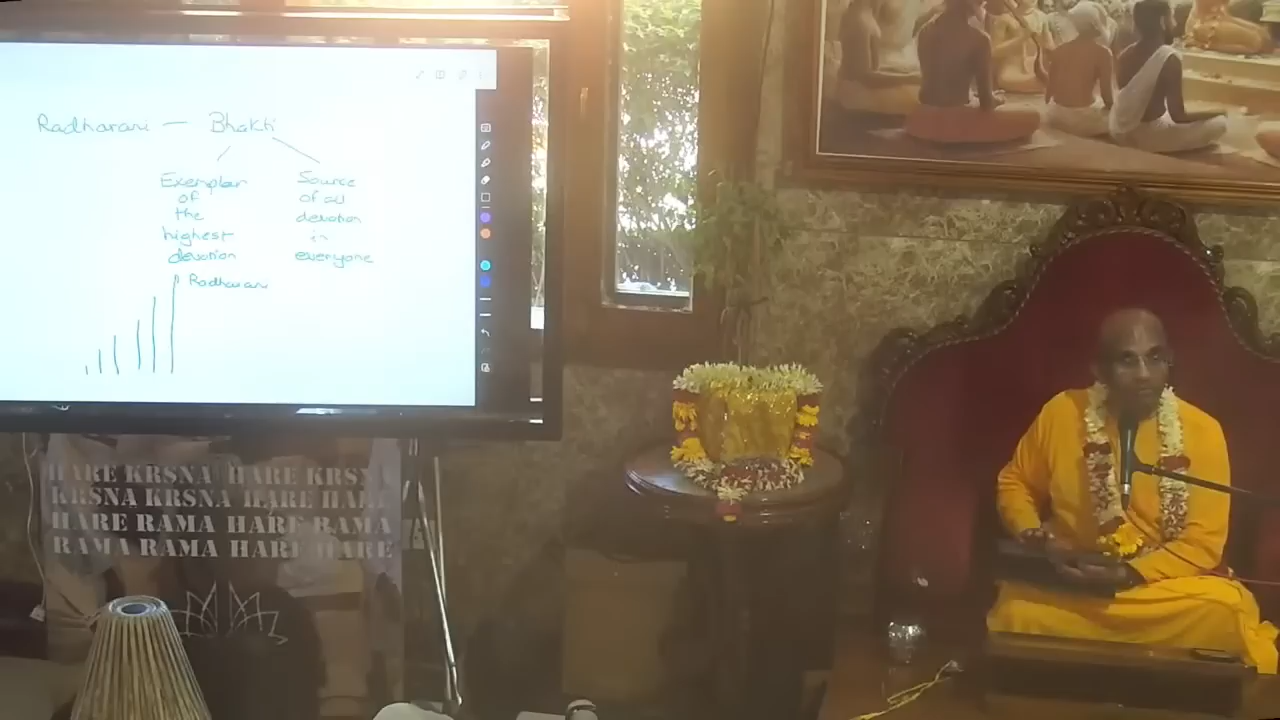 Radharani — Bhakti
Exemplar
of
the
highest
devotion
Source
of all
devotion
in
everyone
Radharani
HARE KRSNA HARE KRSNA
KRSNA KRSNA HARE HARE
HARE RAMA HARE RAMA
RAMA RAMA HARE HARE